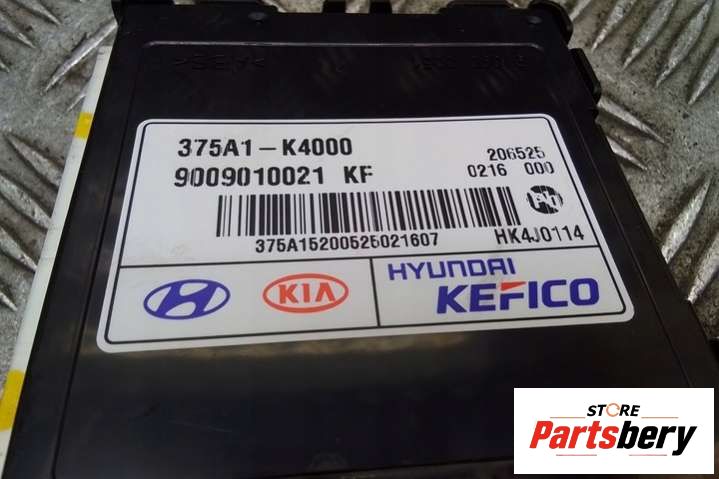 375A1-K4000
206525
9009010021 KF
0216 000
375A15200525021607
HK4J0114
KIA
HYUNDAI
KEFICO
STORE
Partsbery